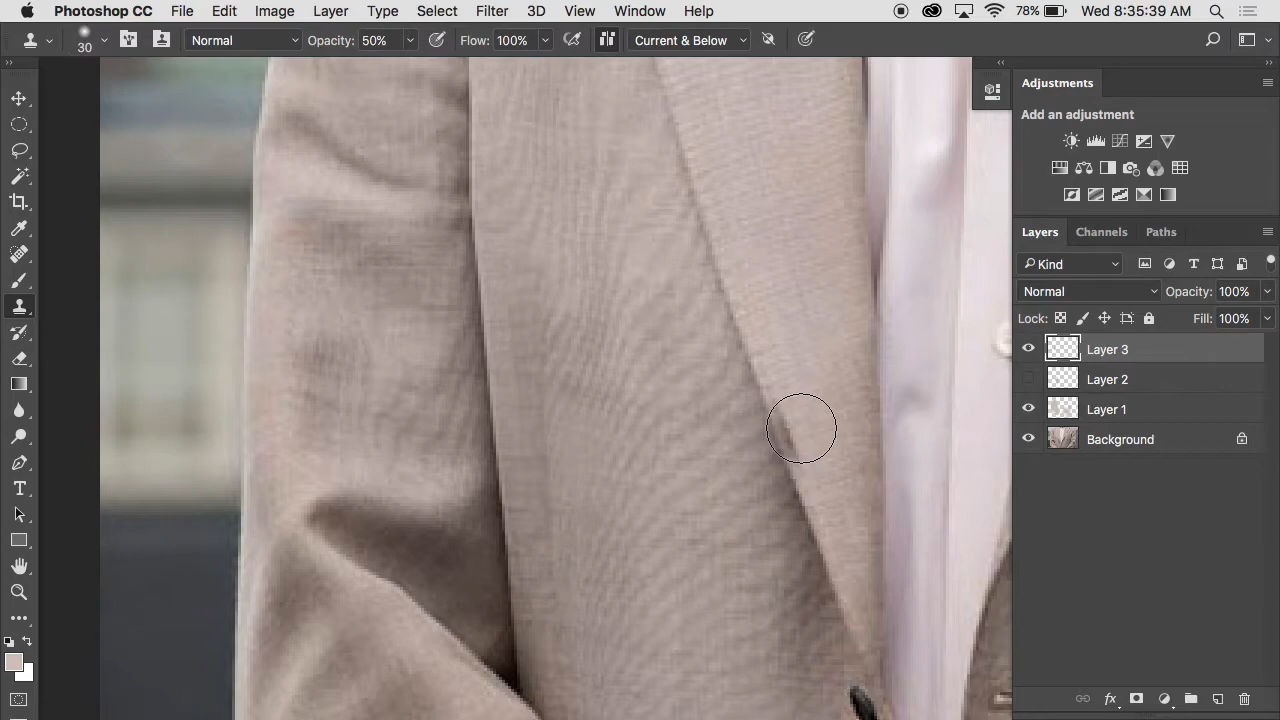 Photoshop CC File Edit Image Layer Type Select Filter 3D View Window Help 78% Wed 8:35:39 AM
30 Normal Opacity: 50% Flow: 100% Current & Below
Adjustments
Add an adjustment
Layers Channels Paths
Kind
Normal Opacity: 100%
Lock: Fill: 100%
Layer 3
Layer 2
Layer 1
Background
fx